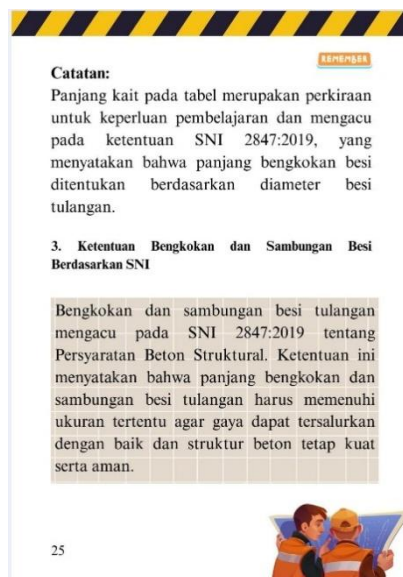 REMEMBER
Catatan:
Panjang kait pada tabel merupakan perkiraan
untuk keperluan pembelajaran dan mengacu
pada ketentuan SNI 2847:2019, yang
menyatakan bahwa panjang bengkokan besi
ditentukan berdasarkan diameter besi
tulangan.
3. Ketentuan Bengkokan dan Sambungan Besi
Berdasarkan SNI
Bengkokan dan sambungan besi tulangan
mengacu pada SNI 2847:2019 tentang
Persyaratan Beton Struktural. Ketentuan ini
menyatakan bahwa panjang bengkokan dan
sambungan besi tulangan harus memenuhi
ukuran tertentu agar gaya dapat tersalurkan
dengan baik dan struktur beton tetap kuat
serta aman.
25